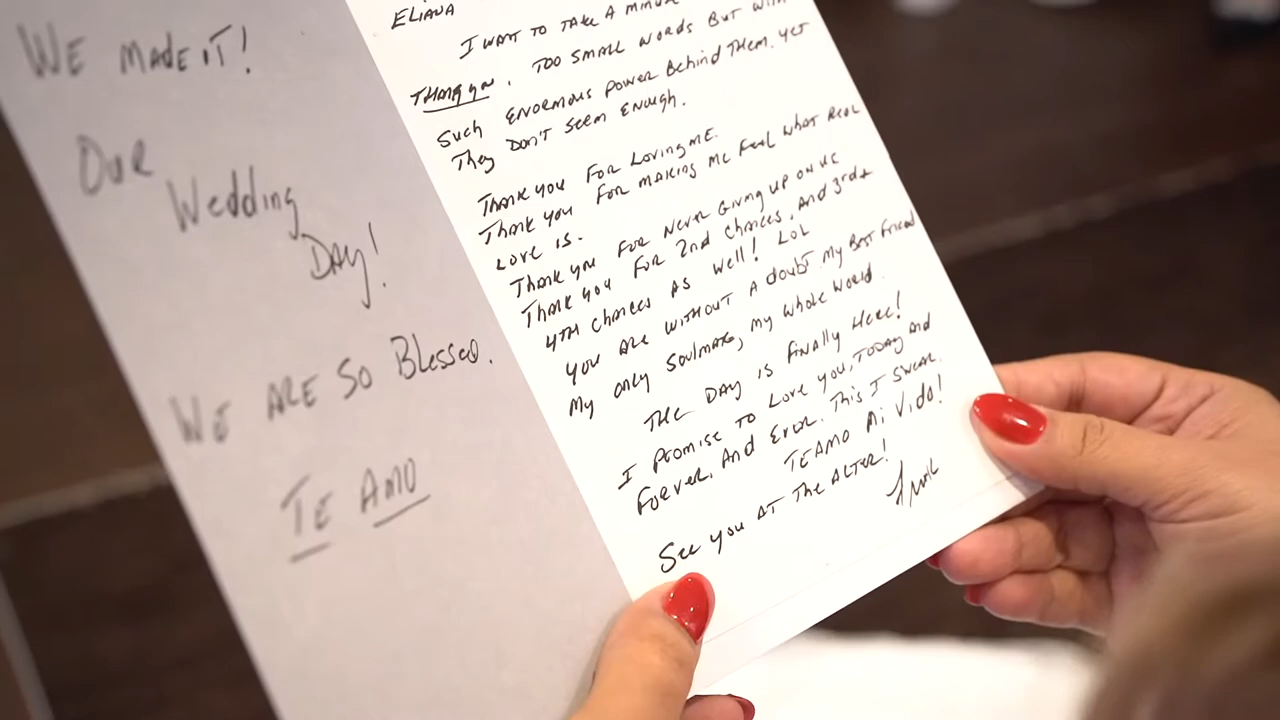 WE MADE IT!
OUR
Wedding
DAY!
WE ARE SO Blessed.
TE AMO
ELIANA
I WANT TO TAKE A MINUTE
THANK you. TOO SMALL WORDS BUT WITH
SUCH ENORMOUS POWER BEHIND THEM. YET
THEY DON'T SEEM ENOUGH.
THANK YOU FOR LOVING ME.
THANK YOU FOR MAKING ME FEEL WHAT REAL
LOVE IS.
THANK YOU FOR NEVER GIVING UP ON US
THANK YOU FOR 2nd CHANCES, AND 3rd +
4TH CHANCES AS WELL! LOL
YOU ARE WITHOUT A DOUBT MY BEST FRIEND
MY ONLY SOULMATE, MY WHOLE WORLD.
THE DAY IS FINALLY HERE!
I PROMISE TO LOVE YOU, TODAY AND
FOREVER, AND EVER. THIS I SWEAR.
TEAMO Mi Vida!
SEE YOU AT THE ALTER!